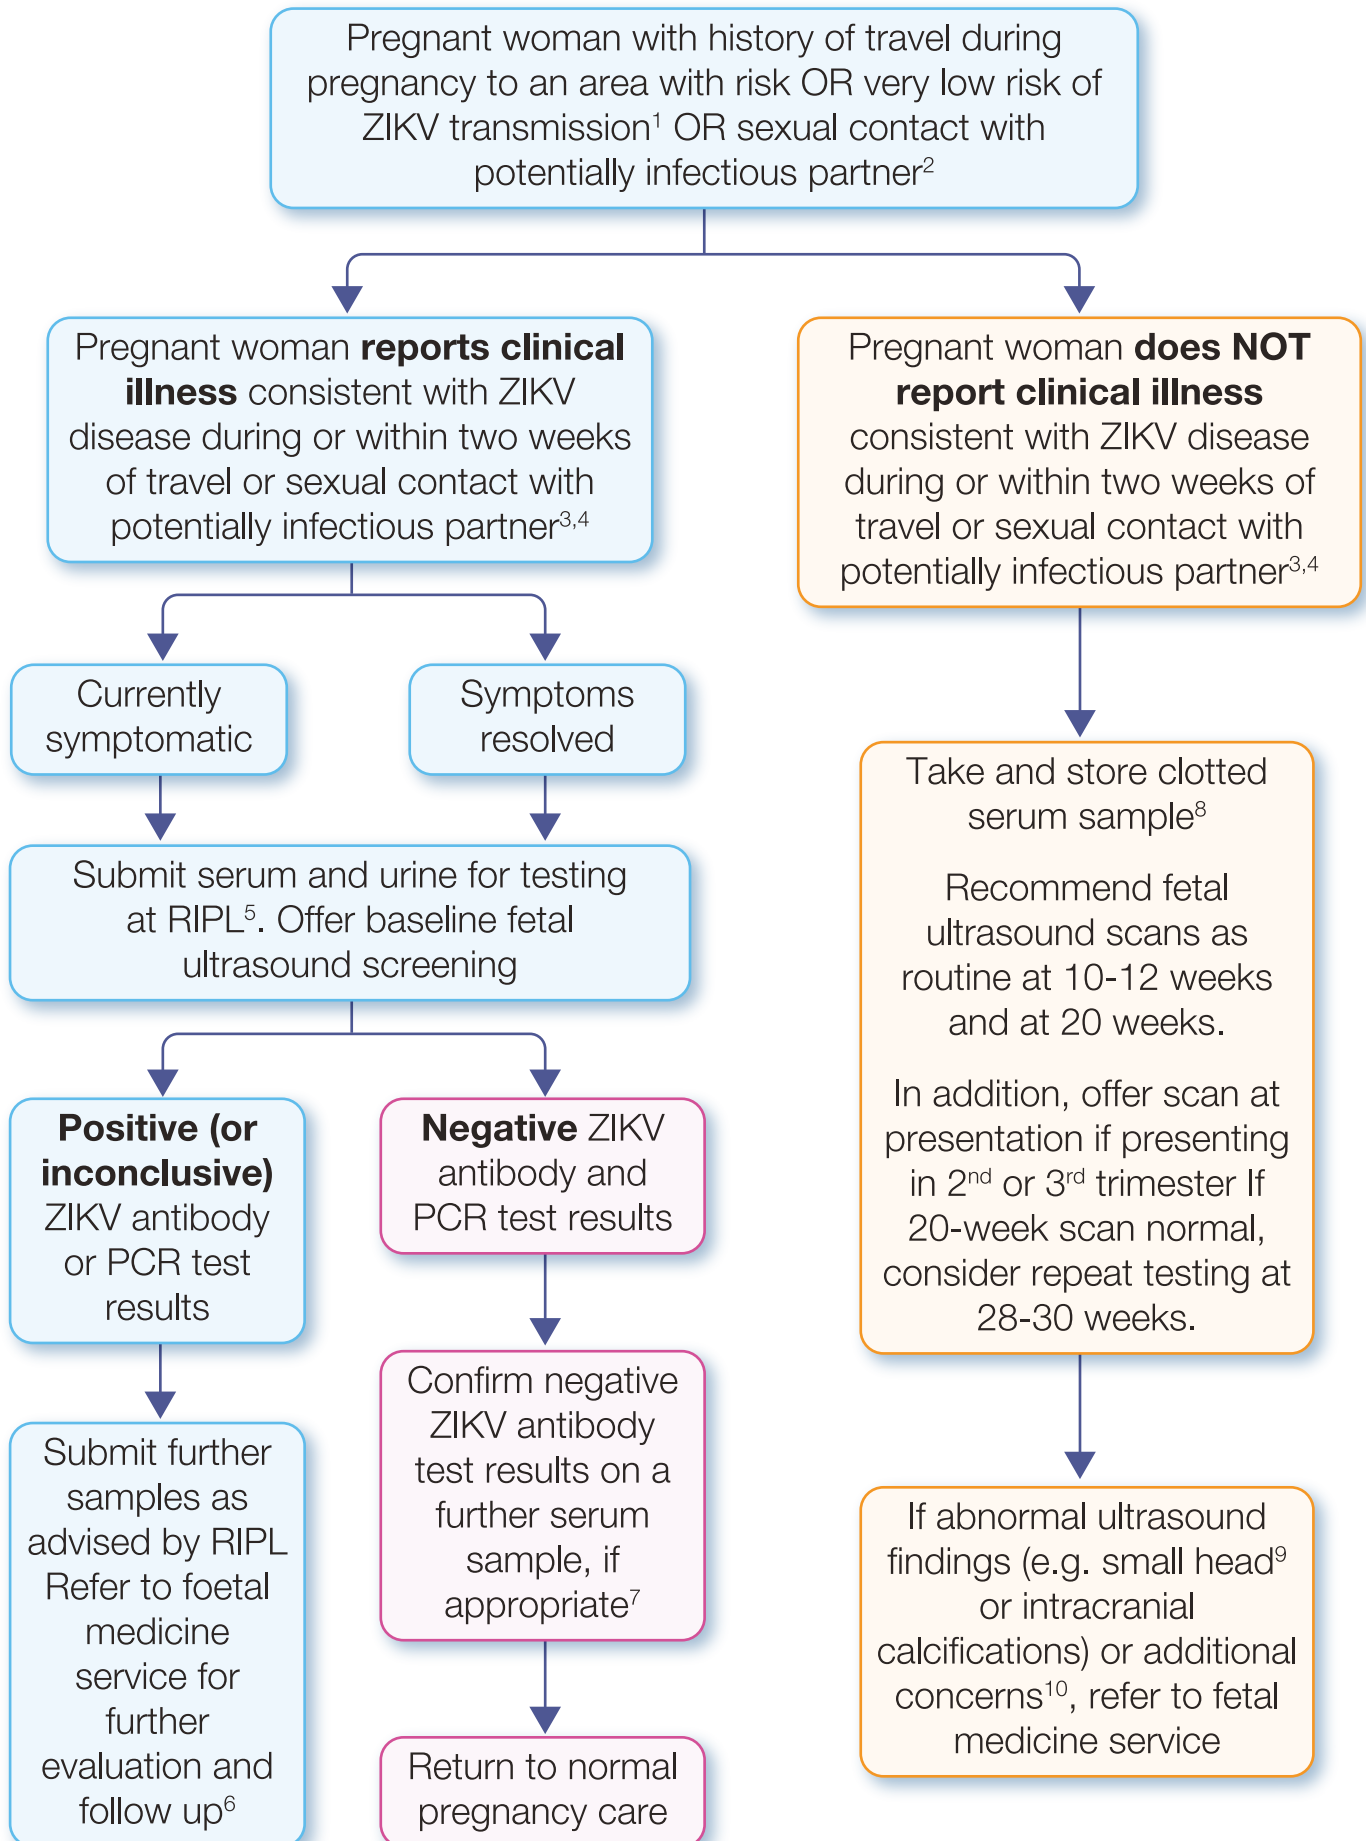 Pregnant woman with history of travel during
pregnancy to an area with risk OR very low risk of
ZIKV transmission¹ OR sexual contact with
potentially infectious partner²
Pregnant woman reports clinical
illness consistent with ZIKV
disease during or within two weeks
of travel or sexual contact with
potentially infectious partner³,⁴
Pregnant woman does NOT
report clinical illness
consistent with ZIKV disease
during or within two weeks of
travel or sexual contact with
potentially infectious partner³,⁴
Currently
symptomatic
Symptoms
resolved
Submit serum and urine for testing
at RIPL⁵. Offer baseline fetal
ultrasound screening
Take and store clotted
serum sample⁸
Recommend fetal
ultrasound scans as
routine at 10-12 weeks
and at 20 weeks.
In addition, offer scan at
presentation if presenting
in 2nd or 3rd trimester If
20-week scan normal,
consider repeat testing at
28-30 weeks.
Positive (or
inconclusive)
ZIKV antibody
or PCR test
results
Negative ZIKV
antibody and
PCR test results
Submit further
samples as
advised by RIPL
Refer to foetal
medicine
service for
further
evaluation and
follow up⁶
Confirm negative
ZIKV antibody
test results on a
further serum
sample, if
appropriate⁷
Return to normal
pregnancy care
If abnormal ultrasound
findings (e.g. small head⁹
or intracranial
calcifications) or additional
concerns¹⁰, refer to fetal
medicine service